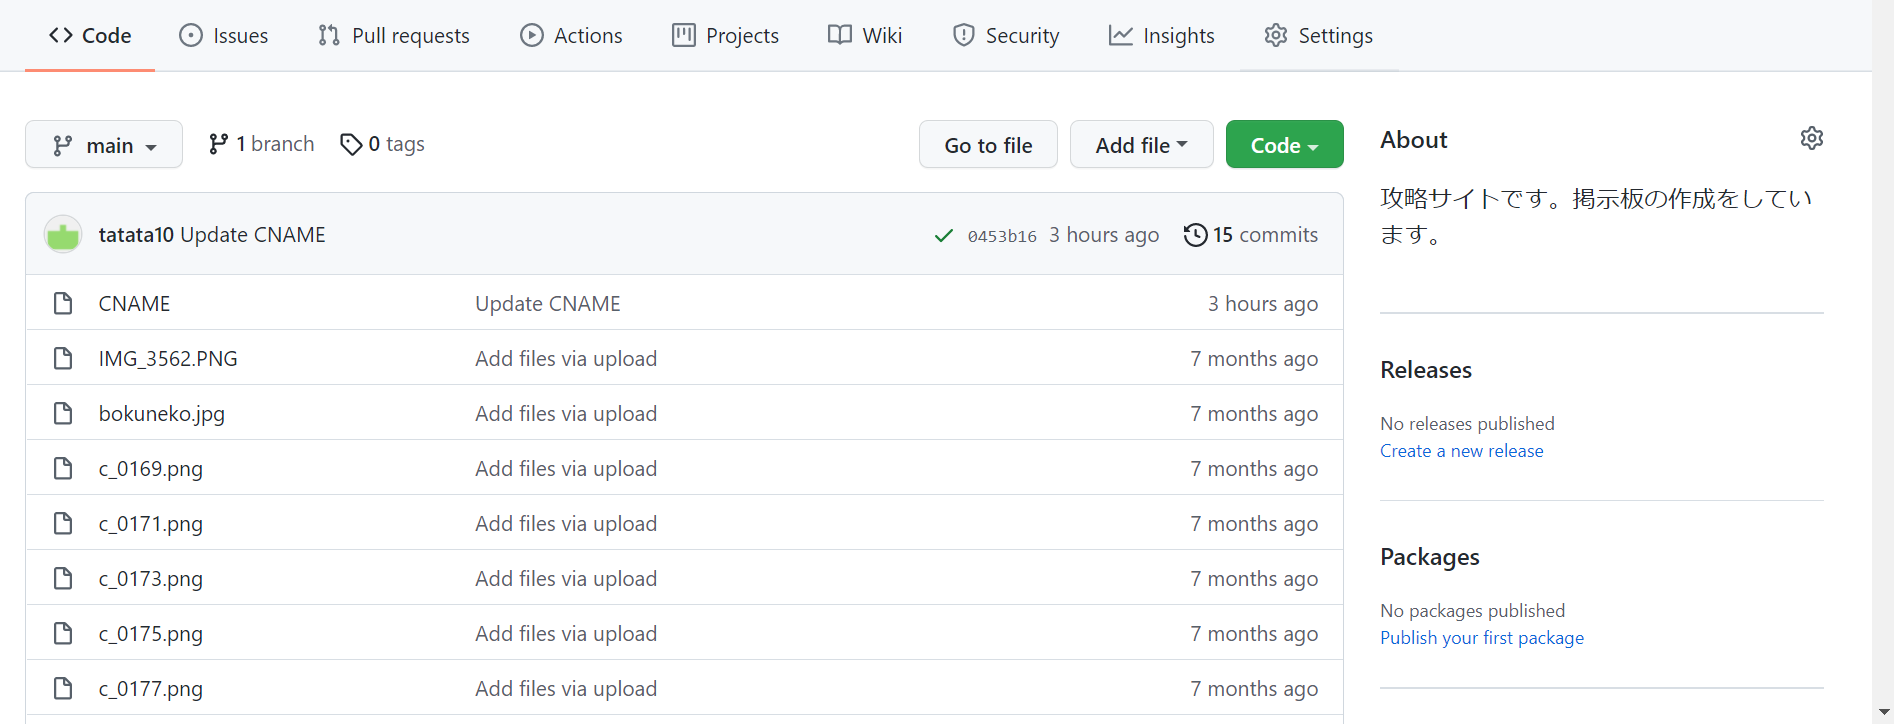 Code Issues Pull requests Actions Projects Wiki Security Insights Settings
main 1 branch 0 tags Go to file Add file Code
tatata10 Update CNAME 0453b16 3 hours ago 15 commits
CNAME Update CNAME 3 hours ago
IMG_3562.PNG Add files via upload 7 months ago
bokuneko.jpg Add files via upload 7 months ago
c_0169.png Add files via upload 7 months ago
c_0171.png Add files via upload 7 months ago
c_0173.png Add files via upload 7 months ago
c_0175.png Add files via upload 7 months ago
c_0177.png Add files via upload 7 months ago
About
攻略サイトです。掲示板の作成をしてい
ます。
Releases
No releases published
Create a new release
Packages
No packages published
Publish your first package